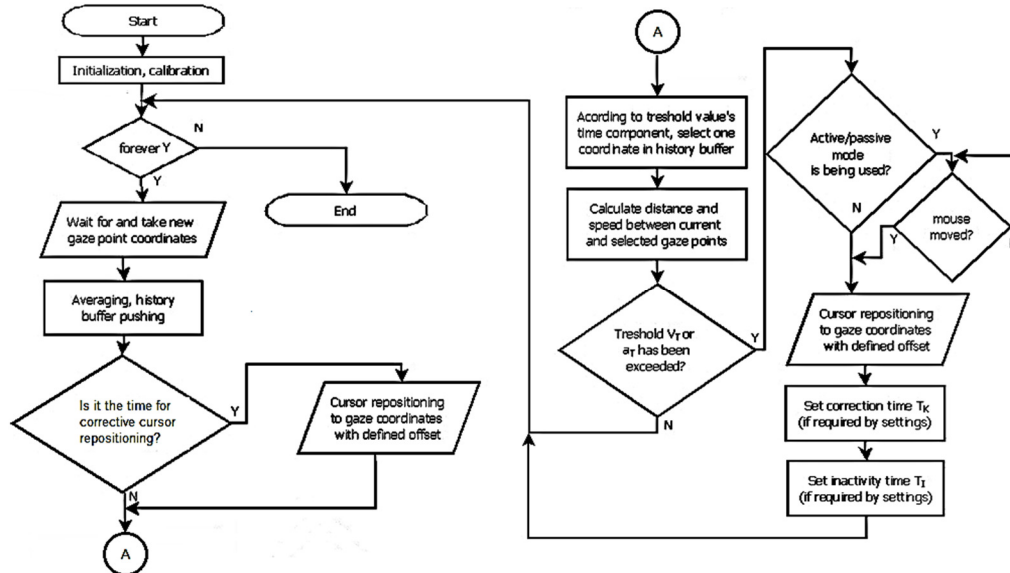 Start
Initialization, calibration
N
forever Y
Y
End
Wait for and take new
gaze point coordinates
Averaging, history
buffer pushing
Is it the time for
corrective cursor
repositioning?
Y
N
Cursor repositioning
to gaze coordinates
with defined offset
A
A
Acording to treshold value's
time component, select one
coordinate in history buffer
Calculate distance and
speed between current
and selected gaze points
Treshold VT or
aT has been
exceeded?
Y
N
Active/passive
mode
is being used?
Y
N
mouse
moved?
Y
Cursor repositioning
to gaze coordinates
with defined offset
Set correction time TK
(if required by settings)
Set inactivity time TI
(if required by settings)